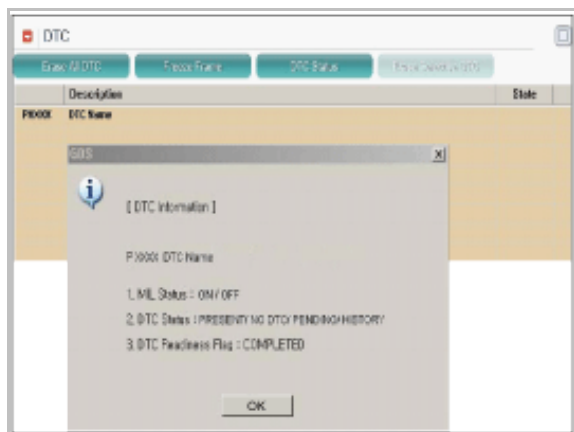 DTC
Erase All DTC Freeze Frame DTC Status
Description State
PXXXX DTC Name
GDS
[ DTC Information ]
PXXXX DTC Name
1. MIL Status : ON / OFF
2. DTC Status : PRESENT/ NO DTC/ PENDING/ HISTORY
3. DTC Readiness Flag : COMPLETED
OK